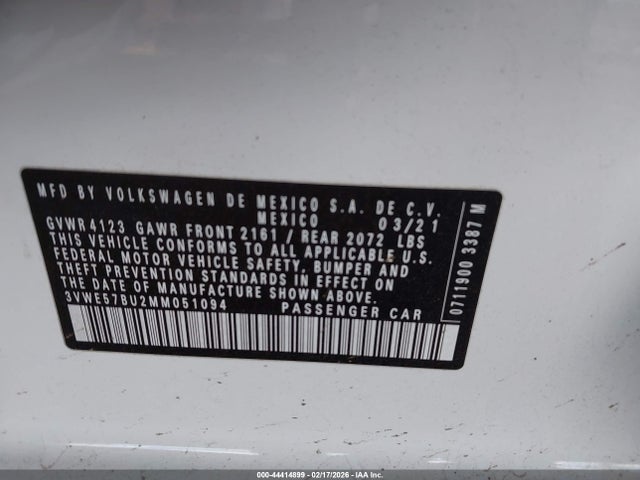 MFD BY VOLKSWAGEN DE MEXICO S.A. DE C.V.
MEXICO 03/21
GVWR 4123 GAWR FRONT 2161 / REAR 2072 LBS
THIS VEHICLE CONFORMS TO ALL APPLICABLE U.S.
FEDERAL MOTOR VEHICLE SAFETY, BUMPER, AND
THEFT PREVENTION STANDARDS IN EFFECT ON
THE DATE OF MANUFACTURE SHOWN ABOVE.
3VWE57BU2MM051094 PASSENGER CAR
0711900 3387 M
000-44414899 - 02/17/2026 - IAA Inc.